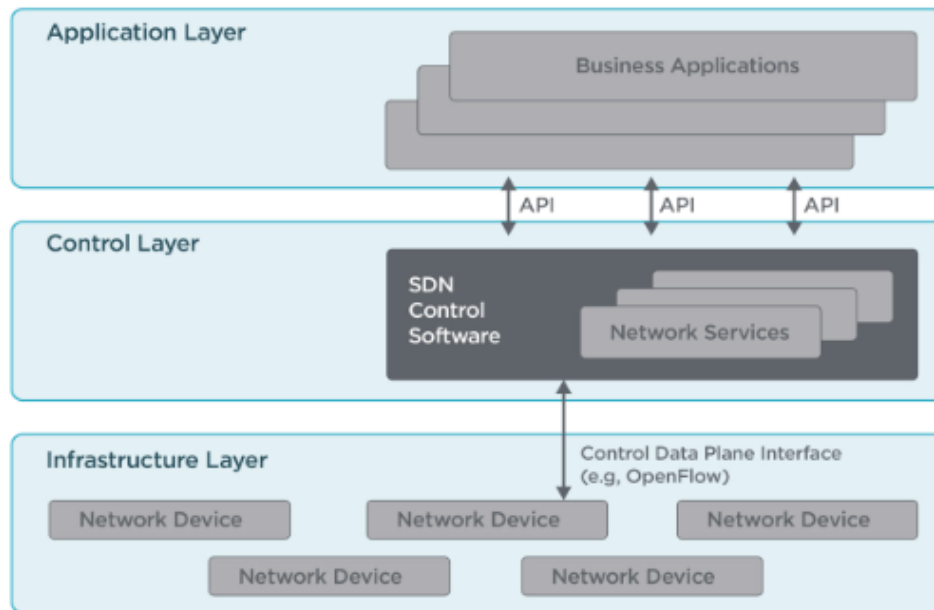 Application Layer
Business Applications
API
API
API
Control Layer
SDN
Control
Software
Network Services
Infrastructure Layer
Control Data Plane Interface
(e.g, OpenFlow)
Network Device
Network Device
Network Device
Network Device
Network Device